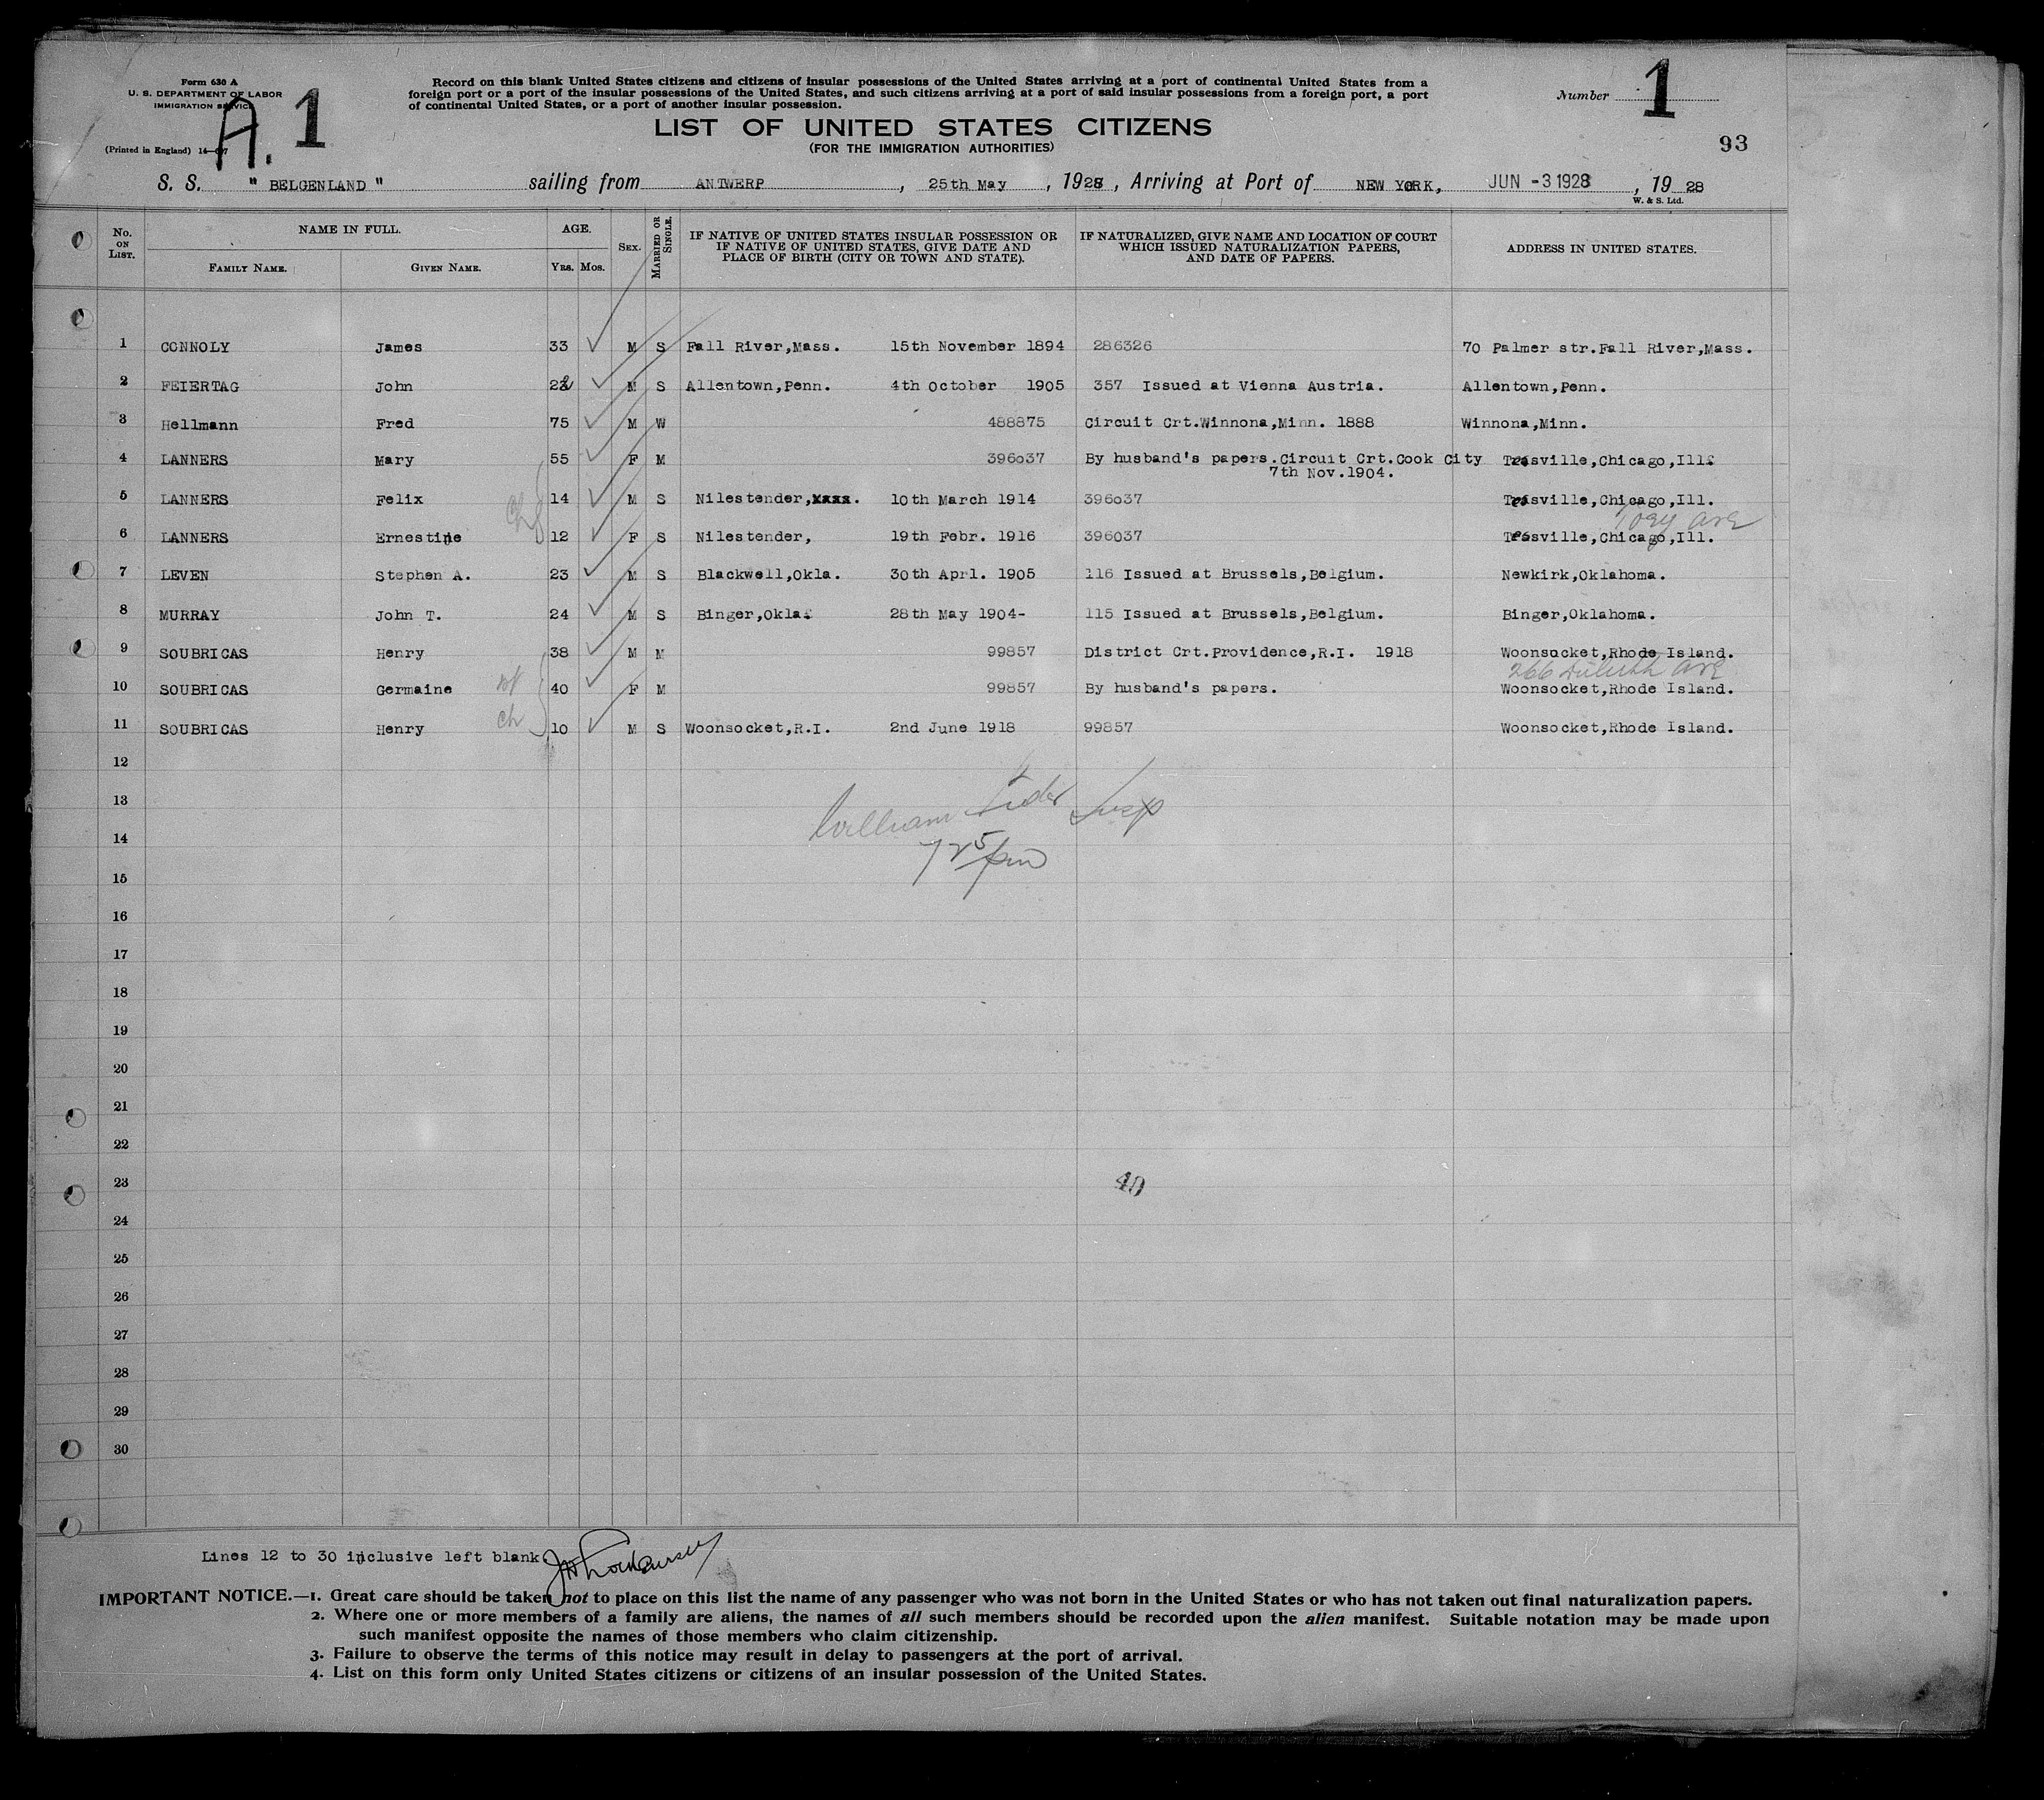 Form 630 A
U. S. DEPARTMENT OF LABOR
IMMIGRATION SERVICE
(Printed in England) 14—
A. 1
Record on this blank United States citizens and citizens of insular possessions of the United States arriving at a port of continental United States from a
foreign port or a port of the insular possessions of the United States, and such citizens arriving at a port of said insular possessions from a foreign port, a port
of continental United States, or a port of another insular possession.
Number 1
93
LIST OF UNITED STATES CITIZENS
(FOR THE IMMIGRATION AUTHORITIES)
S. S. " BELGENLAND " sailing from ANTWERP, 25th May, 1928, Arriving at Port of NEW YORK, JUN -3 1928, 19 28
W. & S. Ltd.
No. ON LIST. NAME IN FULL. FAMILY NAME. GIVEN NAME. AGE. YRS. MOS. SEX. MARRIED OR SINGLE. IF NATIVE OF UNITED STATES INSULAR POSSESSION OR IF NATIVE OF UNITED STATES, GIVE DATE AND PLACE OF BIRTH (CITY OR TOWN AND STATE). IF NATURALIZED, GIVE NAME AND LOCATION OF COURT WHICH ISSUED NATURALIZATION PAPERS, AND DATE OF PAPERS. ADDRESS IN UNITED STATES.
1 CONNOLY James 33 M S Fall River,Mass. 15th November 1894 286326 70 Palmer str.Fall River,Mass.
2 FEIERTAG John 22 M S Allentown,Penn. 4th October 1905 357 Issued at Vienna Austria. Allentown,Penn.
3 Hellmann Fred 75 M W 488875 Circuit Crt.Winnona,Minn. 1888 Winnona,Minn.
4 LANNERS Mary 55 F M 396037 By husband's papers.Circuit Crt.Cook City Chicago,Ill.
7th Nov.1904.
5 LANNERS Felix 14 M S Nilestender,xxxx. 10th March 1914 396037 Chicago,Ill.
ch
ave
6 LANNERS Ernestine 12 F S Nilestender, 19th Febr. 1916 396037 Chicago,Ill.
7 LEVEN Stephen A. 23 M S Blackwell,Okla. 30th Aprl. 1905 116 Issued at Brussels,Belgium. Newkirk,Oklahoma.
8 MURRAY John T. 24 M S Binger,Okla. 28th May 1904- 115 Issued at Brussels,Belgium. Binger,Oklahoma.
9 SOUBRICAS Henry 38 M M 99857 District Crt.Providence,R.I. 1918 Woonsocket,Rhode Island.
266 Duluth ave
10 SOUBRICAS Germaine 40 F M 99857 By husband's papers. Woonsocket,Rhode Island.
ch
11 SOUBRICAS Henry 10 M S Woonsocket,R.I. 2nd June 1918 99857 Woonsocket,Rhode Island.
12
13
William Insp
14
7 25 pm
15
16
17
18
19
20
21
22
23
40
24
25
26
27
28
29
30
Lines 12 to 30 inclusive left blank.
IMPORTANT NOTICE.—1. Great care should be taken not to place on this list the name of any passenger who was not born in the United States or who has not taken out final naturalization papers.
2. Where one or more members of a family are aliens, the names of all such members should be recorded upon the alien manifest. Suitable notation may be made upon
such manifest opposite the names of those members who claim citizenship.
3. Failure to observe the terms of this notice may result in delay to passengers at the port of arrival.
4. List on this form only United States citizens or citizens of an insular possession of the United States.